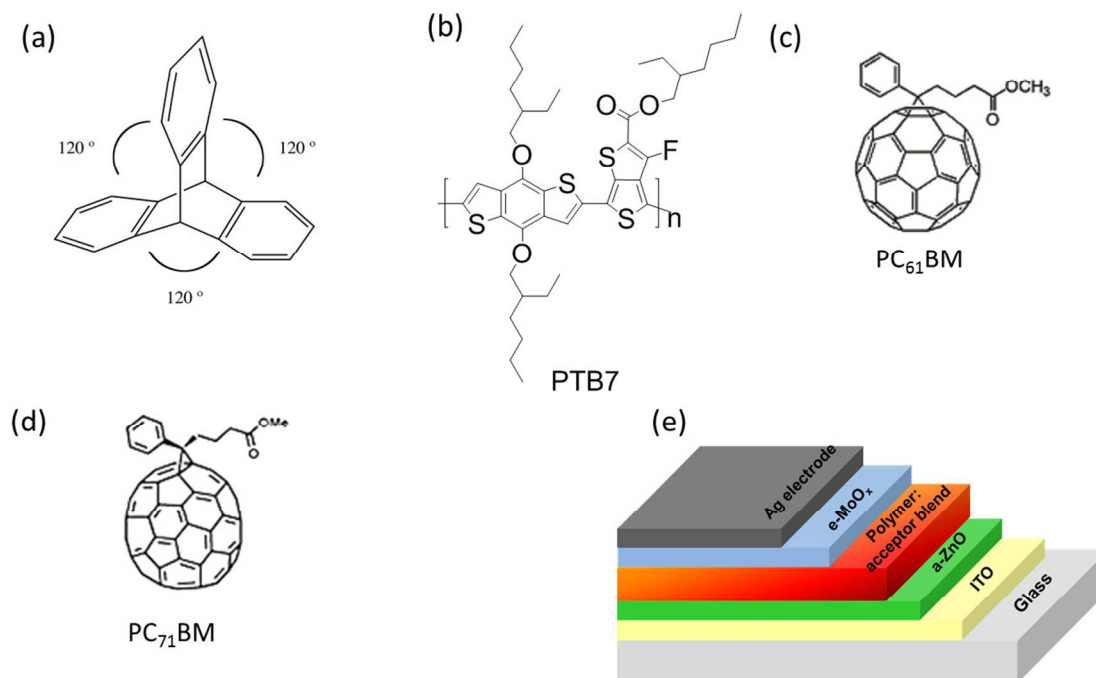 (a)
120 º
120 º
120 º
(b)
O
O
F
S
O
S
S
S
n
O
PTB7
(c)
OCH₃
O
PC₆₁BM
(d)
OMe
O
PC₇₁BM
(e)
Ag electrode
e-MoOₓ
Polymer:
acceptor blend
a-ZnO
ITO
Glass